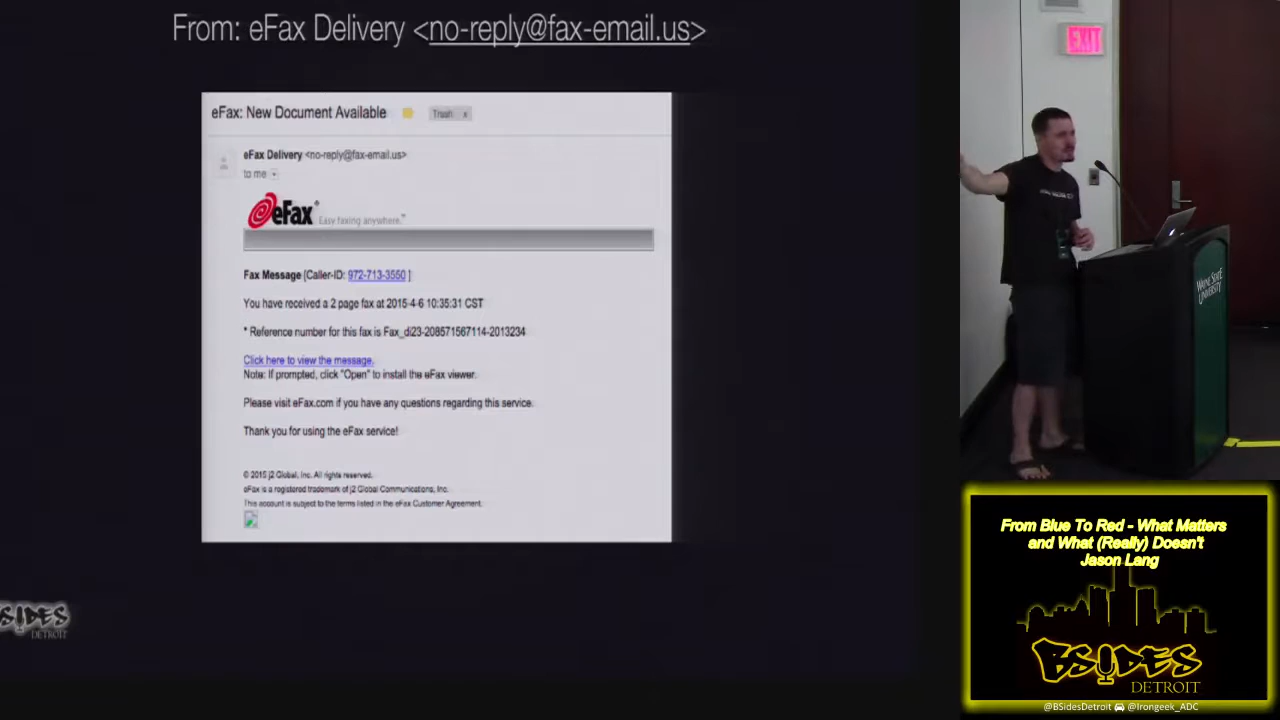 From: eFax Delivery <no-reply@fax-email.us>
eFax: New Document Available
Trash x
eFax Delivery <no-reply@fax-email.us>
to me
eFax® Easy faxing anywhere.™
Fax Message [Caller-ID: 972-713-3550 ]
You have received a 2 page fax at 2015-4-6 10:35:31 CST
* Reference number for this fax is Fax_di23-208571567114-2013234
Click here to view the message.
Note: If prompted, click "Open" to install the eFax viewer.
Please visit eFax.com if you have any questions regarding this service.
Thank you for using the eFax service!
© 2015 j2 Global, Inc. All rights reserved.
eFax is a registered trademark of j2 Global Communications, Inc.
This account is subject to the terms listed in the eFax Customer Agreement.
SIDES
DETROIT
EXIT
WAYNE STATE
UNIVERSITY
From Blue To Red - What Matters
and What (Really) Doesn't
Jason Lang
BSIDES
DETROIT
@BSidesDetroit @Irongeek_ADC